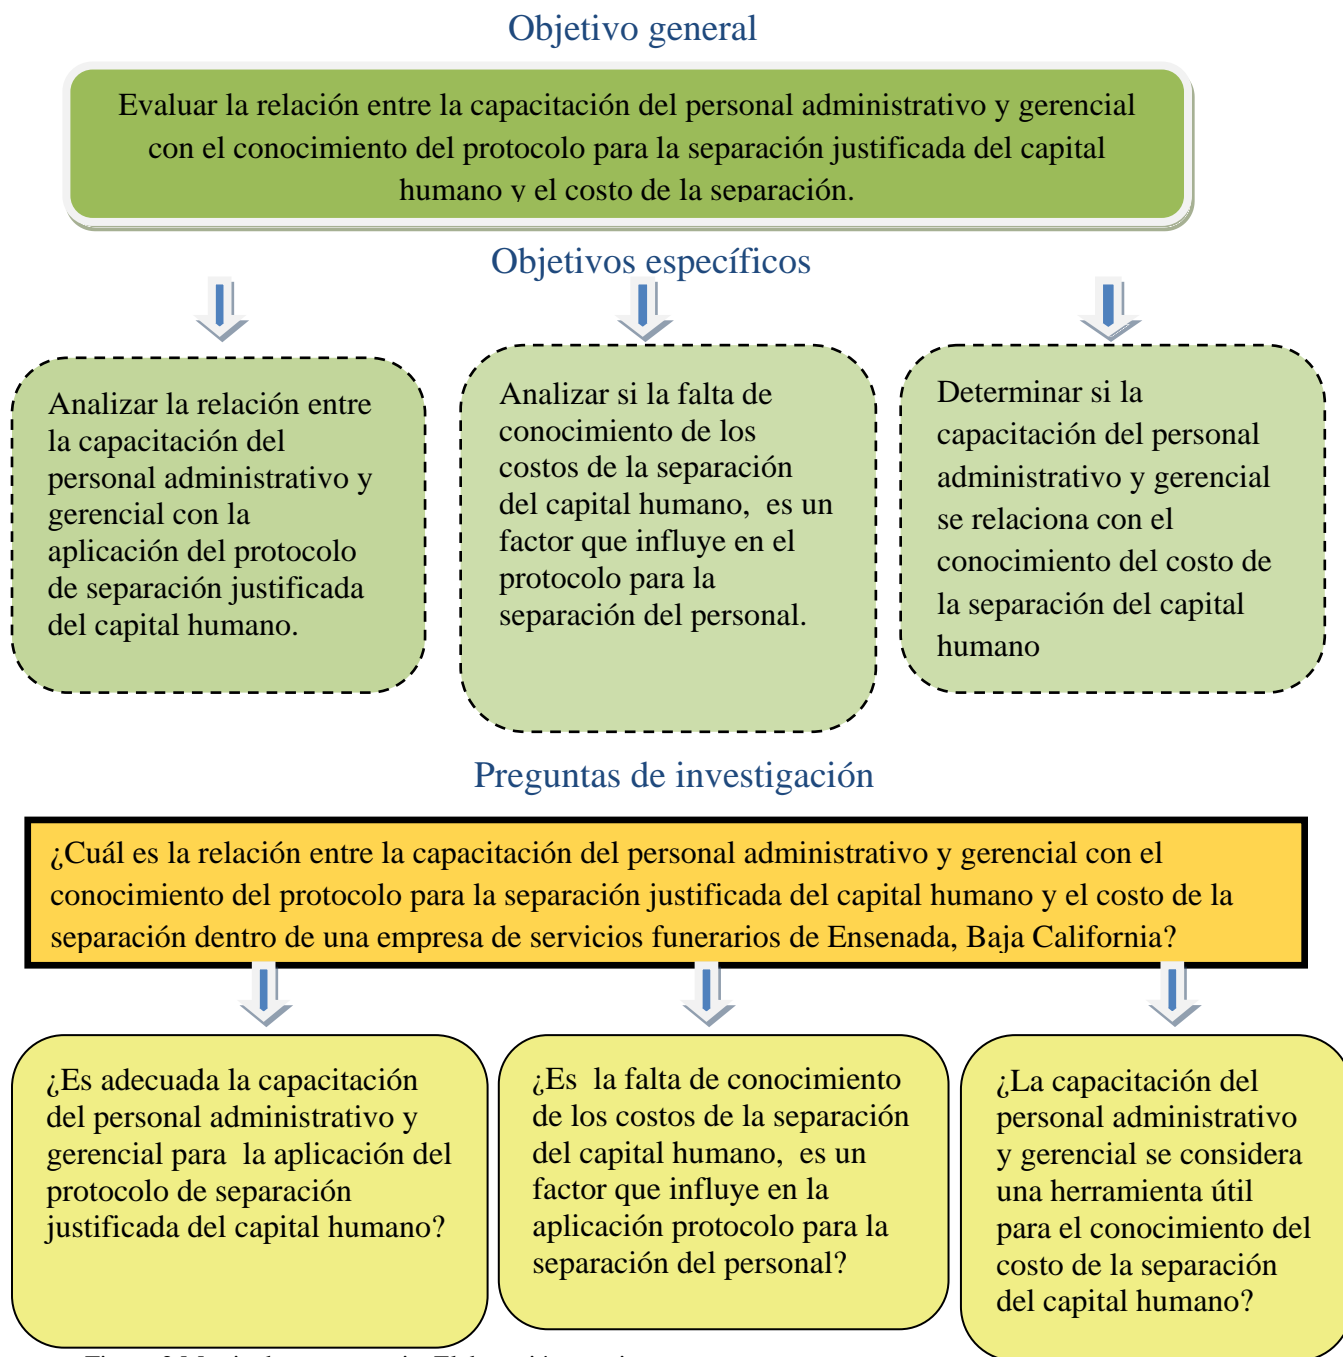 Objetivo general
Evaluar la relación entre la capacitación del personal administrativo y gerencial
con el conocimiento del protocolo para la separación justificada del capital
humano y el costo de la separación.
Objetivos específicos
Analizar la relación entre
la capacitación del
personal administrativo y
gerencial con la
aplicación del protocolo
de separación justificada
del capital humano.
Analizar si la falta de
conocimiento de los
costos de la separación
del capital humano,  es un
factor que influye en el
protocolo para la
separación del personal.
Determinar si la
capacitación del personal
administrativo y gerencial
se relaciona con el
conocimiento del costo de
la separación del capital
humano
Preguntas de investigación
¿Cuál es la relación entre la capacitación del personal administrativo y gerencial con el
conocimiento del protocolo para la separación justificada del capital humano y el costo de la
separación dentro de una empresa de servicios funerarios de Ensenada, Baja California?
¿Es adecuada la capacitación
del personal administrativo y
gerencial para  la aplicación del
protocolo de separación
justificada del capital humano?
¿Es  la falta de conocimiento
de los costos de la separación
del capital humano,  es un
factor que influye en la
aplicación protocolo para la
separación del personal?
¿La capacitación del
personal administrativo
y gerencial se considera
una herramienta útil
para el conocimiento del
costo de la separación
del capital humano?